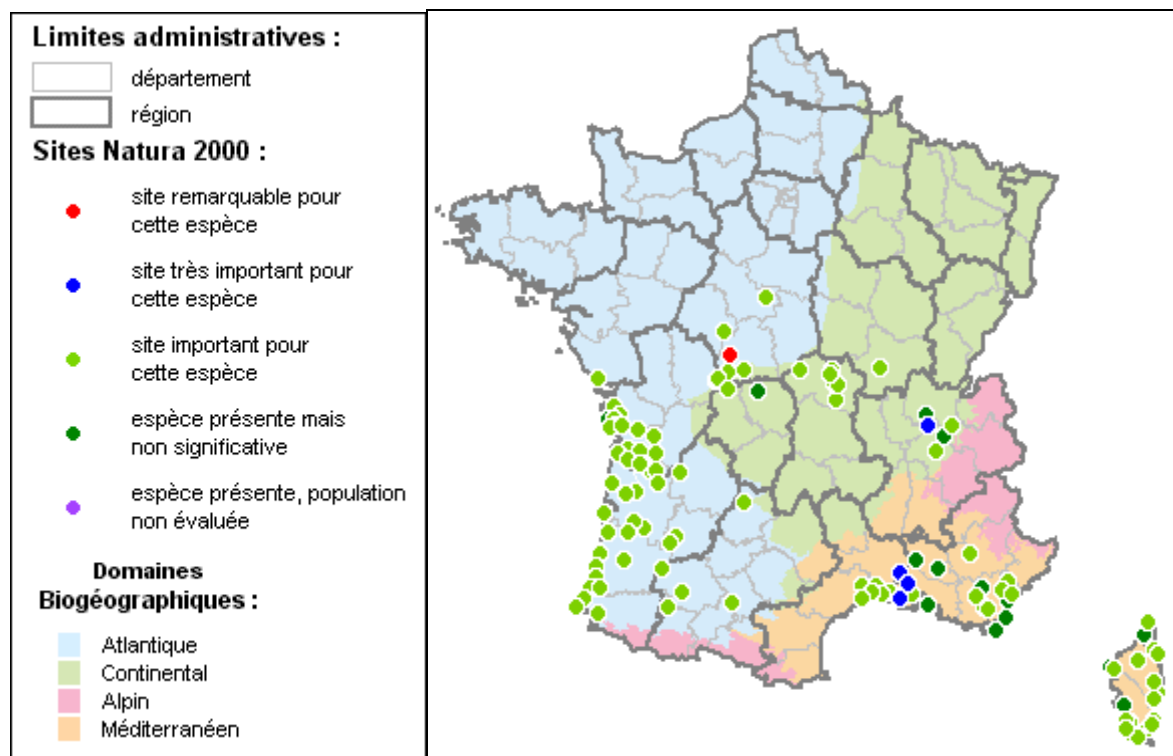 Limites administratives :
département
région
Sites Natura 2000 :
site remarquable pour
cette espèce
site très important pour
cette espèce
site important pour
cette espèce
espèce présente mais
non significative
espèce présente, population
non évaluée
Domaines
Biogéographiques :
Atlantique
Continental
Alpin
Méditerranéen